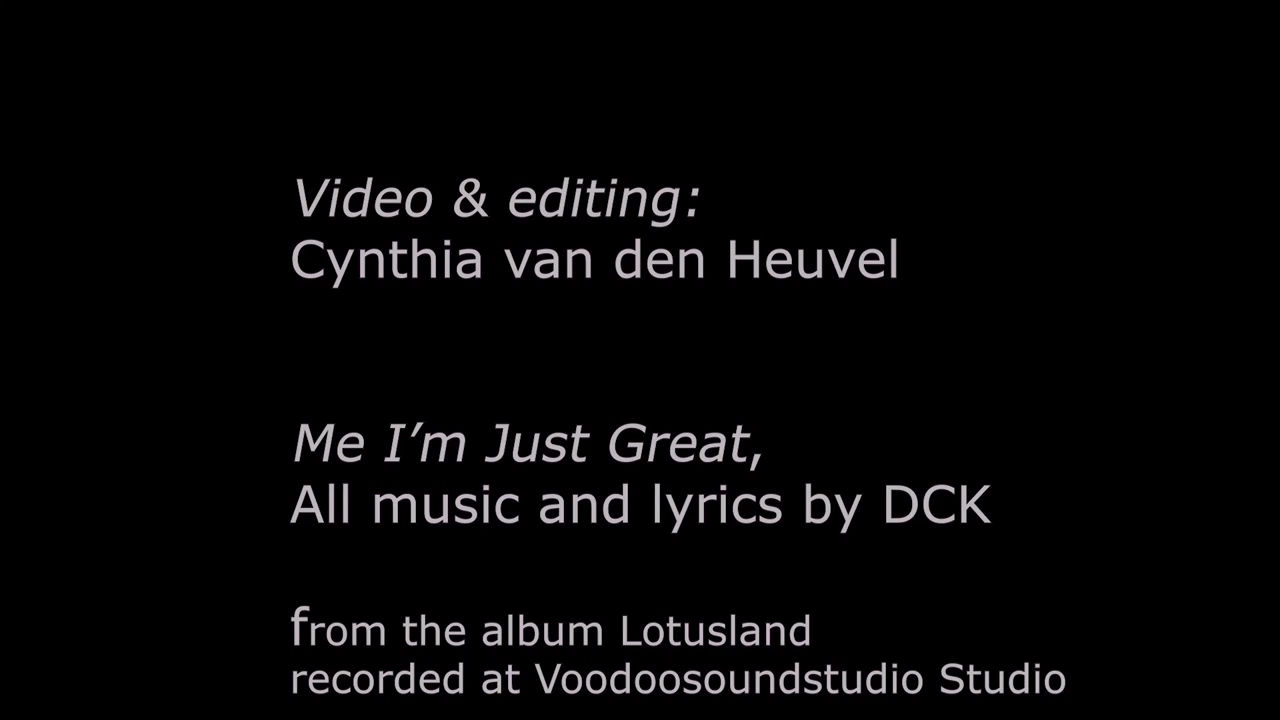 Video & editing:
Cynthia van den Heuvel
Me I’m Just Great,
All music and lyrics by DCK
from the album Lotusland
recorded at Voodoosoundstudio Studio